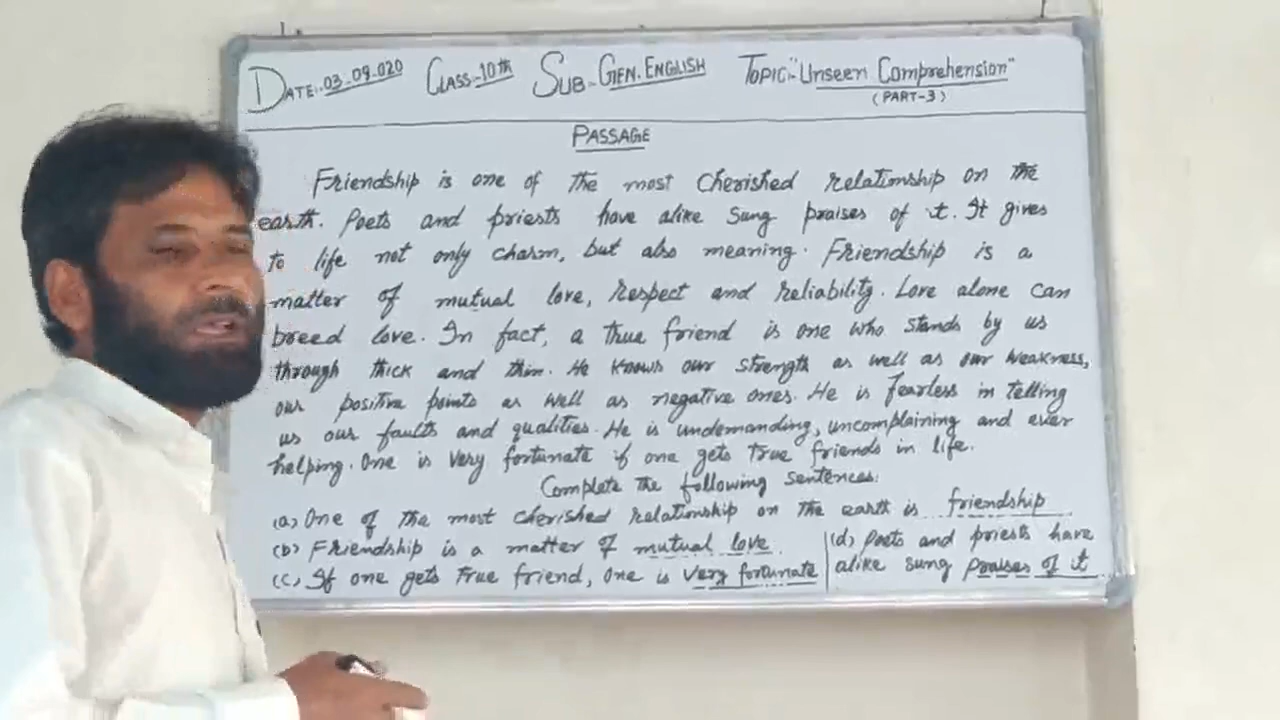 DATE:-03-09-020 CLASS-10th SUB-GEN. ENGLISH TOPIC:-"Unseen Comprehension"
(PART-3)
PASSAGE
Friendship is one of the most cherished relationship on the
earth. Poets and priests have alike sung praises of it. It gives
to life not only charm, but also meaning. Friendship is a
matter of mutual love, respect and reliability. Love alone can
breed love. In fact, a true friend is one who stands by us
through thick and thin. He knows our strength as well as our weakness,
our positive points as well as negative ones. He is fearless in telling
us our faults and qualities. He is undemanding, uncomplaining and ever
helping. One is very fortunate if one gets true friends in life.
Complete the following sentences:
(a) One of the most cherished relationship on the earth is friendship
(b) Friendship is a matter of mutual love.
(c) If one gets true friend, one is very fortunate
(d) Poets and priests have
alike sung praises of it